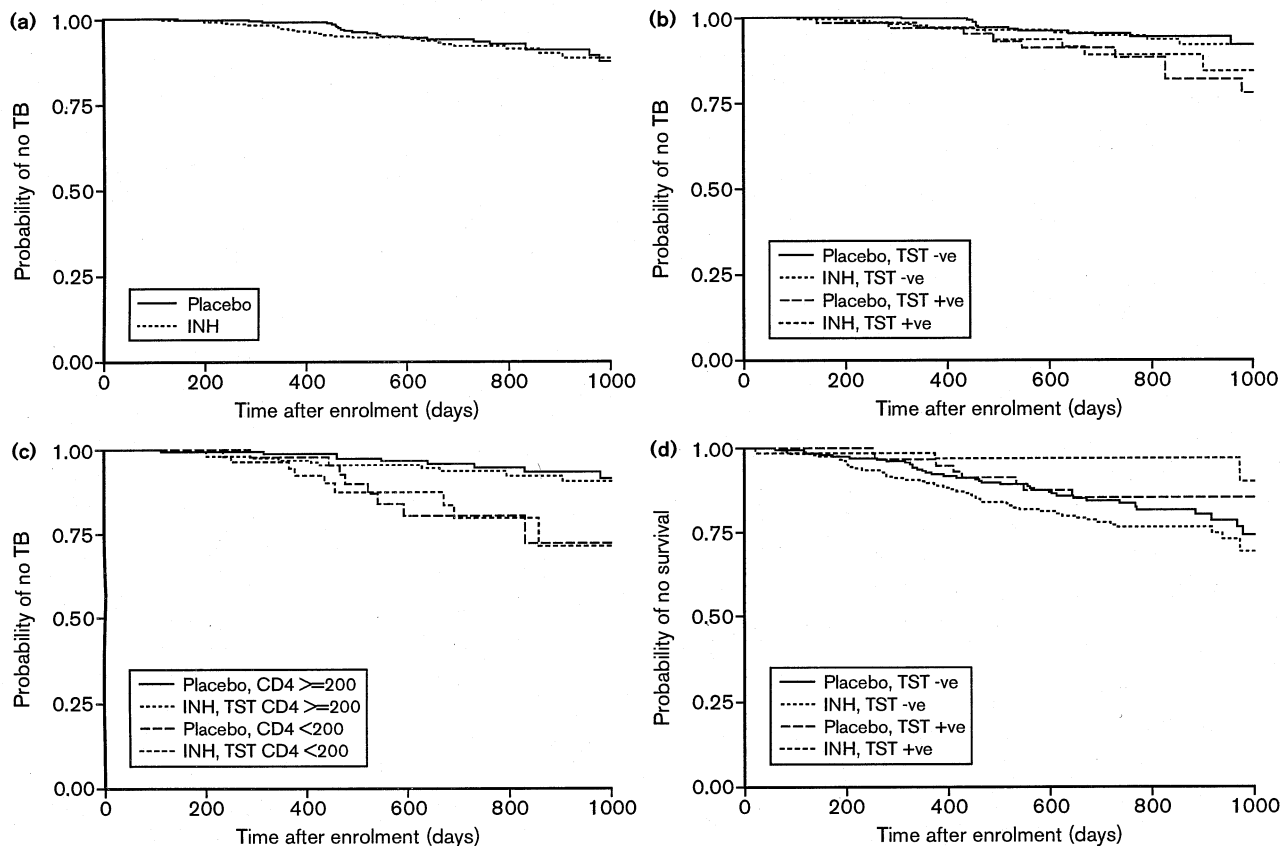 (a)
Probability of no TB
1.00
0.75
0.50
0.25
0.00
Placebo
INH
0 200 400 600 800 1000
Time after enrolment (days)
(b)
Probability of no TB
1.00
0.75
0.50
0.25
0.00
Placebo, TST -ve
INH, TST -ve
Placebo, TST +ve
INH, TST +ve
0 200 400 600 800 1000
Time after enrolment (days)
(c)
Probability of no TB
1.00
0.75
0.50
0.25
0.00
Placebo, CD4 >=200
INH, TST CD4 >=200
Placebo, CD4 <200
INH, TST CD4 <200
0 200 400 600 800 1000
Time after enrolment (days)
(d)
Probability of no survival
1.00
0.75
0.50
0.25
0.00
Placebo, TST -ve
INH, TST -ve
Placebo, TST +ve
INH, TST +ve
0 200 400 600 800 1000
Time after enrolment (days)